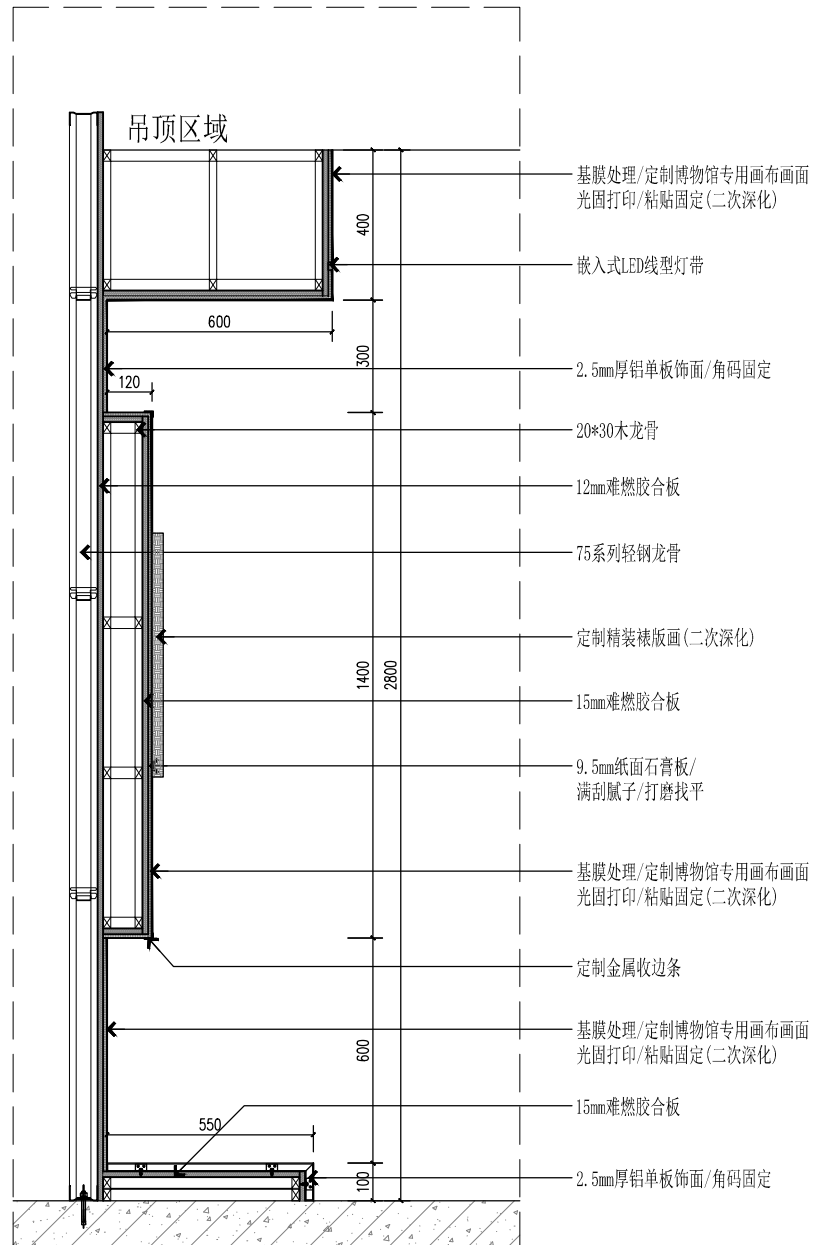 吊顶区域
基膜处理/定制博物馆专用画布画面
光固打印/粘贴固定(二次深化)
400
嵌入式LED线型灯带
600
300
2.5mm厚铝单板饰面/角码固定
120
20*30木龙骨
12mm难燃胶合板
75系列轻钢龙骨
定制精装裱版画(二次深化)
1400
2800
15mm难燃胶合板
9.5mm纸面石膏板/
满刮腻子/打磨找平
基膜处理/定制博物馆专用画布画面
光固打印/粘贴固定(二次深化)
定制金属收边条
基膜处理/定制博物馆专用画布画面
光固打印/粘贴固定(二次深化)
600
15mm难燃胶合板
550
100
2.5mm厚铝单板饰面/角码固定